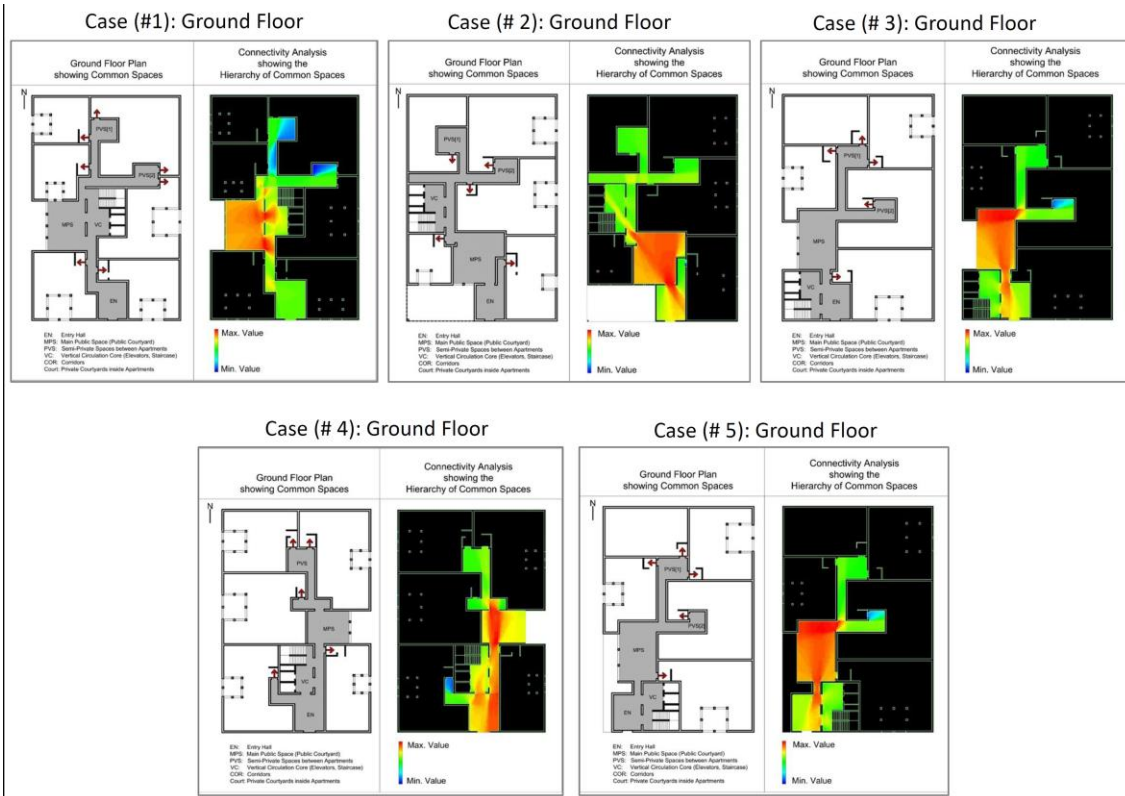 Case (#1): Ground Floor
Ground Floor Plan
showing Common Spaces
Connectivity Analysis
showing the
Hierarchy of Common Spaces
N
PVS[1]
PVS[2]
MPS
VC
EN
EN: Entry Hall
MPS: Main Public Space (Public Courtyard)
PVS: Semi-Private Spaces between Apartments
VC: Vertical Circulation Core (Elevators, Staircase)
COR: Corridors
Court: Private Courtyards inside Apartments
Max. Value
Min. Value
Case (# 2): Ground Floor
Ground Floor Plan
showing Common Spaces
Connectivity Analysis
showing the
Hierarchy of Common Spaces
N
PVS[1]
PVS[2]
VC
MPS
EN
EN: Entry Hall
MPS: Main Public Space (Public Courtyard)
PVS: Semi-Private Spaces between Apartments
VC: Vertical Circulation Core (Elevators, Staircase)
COR: Corridors
Court: Private Courtyards inside Apartments
Max. Value
Min. Value
Case (# 3): Ground Floor
Ground Floor Plan
showing Common Spaces
Connectivity Analysis
showing the
Hierarchy of Common Spaces
N
PVS[1]
PVS[2]
MPS
VC
EN
EN: Entry Hall
MPS: Main Public Space (Public Courtyard)
PVS: Semi-Private Spaces between Apartments
VC: Vertical Circulation Core (Elevators, Staircase)
COR: Corridors
Court: Private Courtyards inside Apartments
Max. Value
Min. Value
Case (# 4): Ground Floor
Ground Floor Plan
showing Common Spaces
Connectivity Analysis
showing the
Hierarchy of Common Spaces
N
PVS
MPS
VC
EN
EN: Entry Hall
MPS: Main Public Space (Public Courtyard)
PVS: Semi-Private Spaces between Apartments
VC: Vertical Circulation Core (Elevators, Staircase)
COR: Corridors
Court: Private Courtyards inside Apartments
Max. Value
Min. Value
Case (# 5): Ground Floor
Ground Floor Plan
showing Common Spaces
Connectivity Analysis
showing the
Hierarchy of Common Spaces
N
PVS[1]
PVS[2]
MPS
VC
EN
EN: Entry Hall
MPS: Main Public Space (Public Courtyard)
PVS: Semi-Private Spaces between Apartments
VC: Vertical Circulation Core (Elevators, Staircase)
COR: Corridors
Court: Private Courtyards inside Apartments
Max. Value
Min. Value